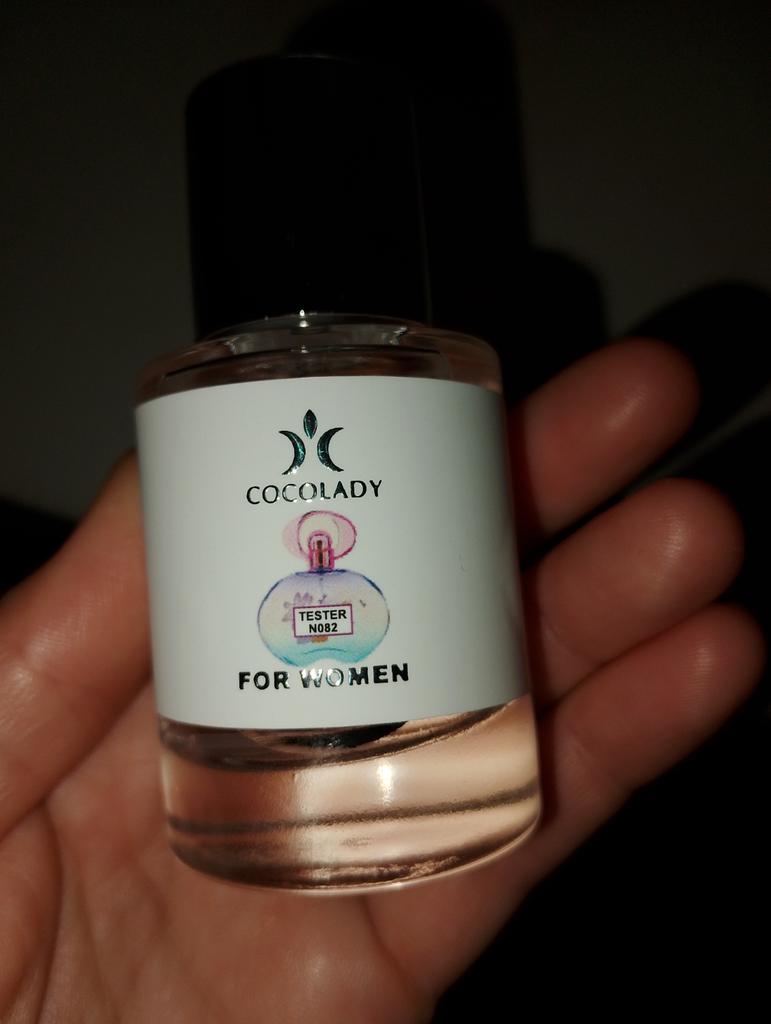 COCOLADY
TESTER
N082
FOR WOMEN